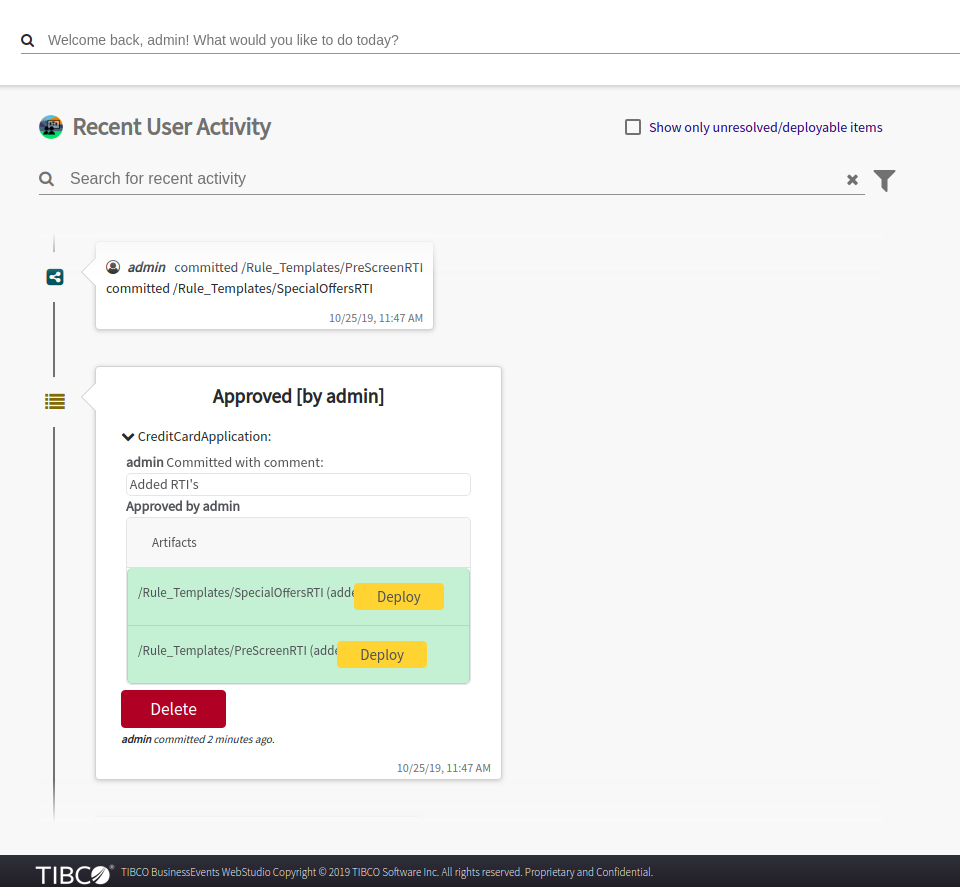 Welcome back, admin! What would you like to do today?
Recent User Activity
Show only unresolved/deployable items
Search for recent activity
admin committed /Rule_Templates/PreScreenRTI
committed /Rule_Templates/SpecialOffersRTI
10/25/19, 11:47 AM
Approved [by admin]
CreditCardApplication:
admin Committed with comment:
Added RTI's
Approved by admin
Artifacts
/Rule_Templates/SpecialOffersRTI Deploy
/Rule_Templates/PreScreenRTI Deploy
Delete
admin committed 2 minutes ago.
10/25/19, 11:47 AM
TIBCO® TIBCO BusinessEvents WebStudio Copyright © 2019 TIBCO Software Inc. All rights reserved. Proprietary and Confidential.